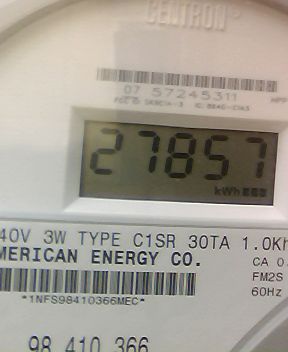 CENTRON®
07 57245311
27857
kWh
40V 3W TYPE C1SR 30TA 1.0Kh
MERICAN ENERGY CO.
CA 0.
FM2S
*1NFS98410366MEC*
60Hz
98 410 366